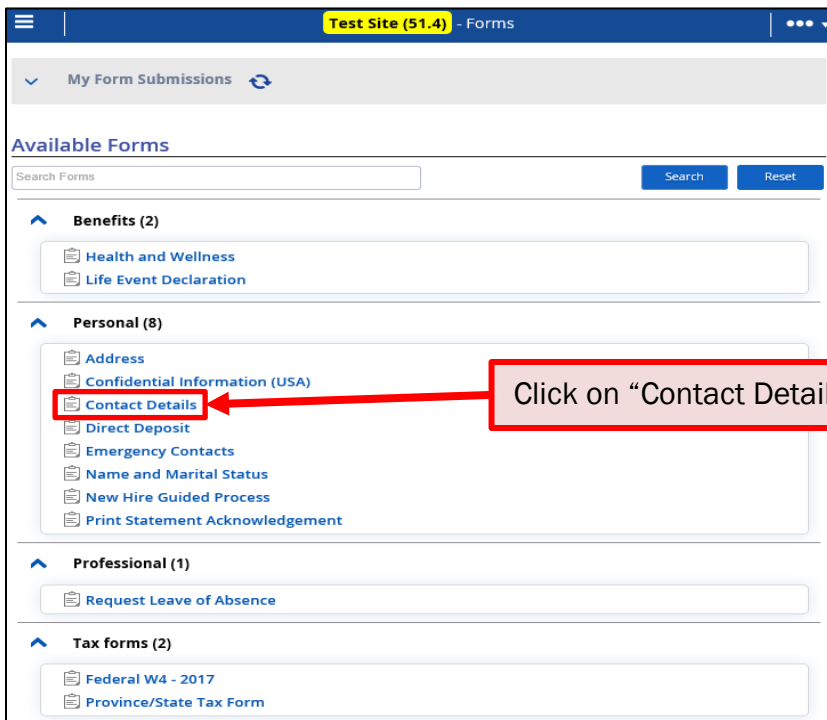 Test Site (51.4) - Forms
My Form Submissions
Available Forms
Search Forms
Search
Reset
Benefits (2)
Health and Wellness
Life Event Declaration
Personal (8)
Address
Confidential Information (USA)
Contact Details
Click on “Contact Detail
Direct Deposit
Emergency Contacts
Name and Marital Status
New Hire Guided Process
Print Statement Acknowledgement
Professional (1)
Request Leave of Absence
Tax forms (2)
Federal W4 - 2017
Province/State Tax Form